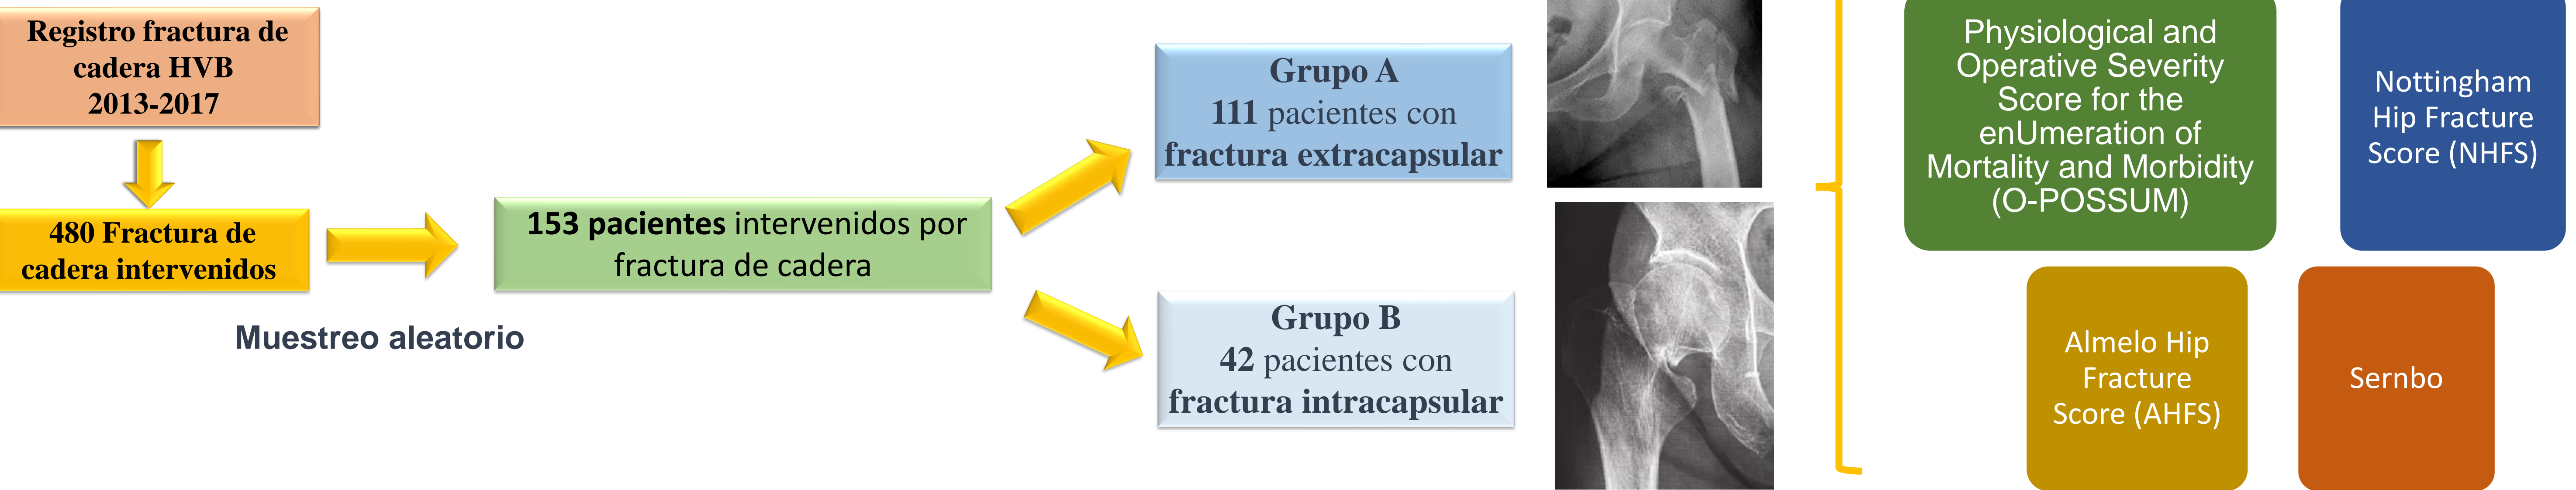 Registro fractura de
cadera HVB
2013-2017
480 Fractura de
cadera intervenidos
Muestreo aleatorio
153 pacientes intervenidos por
fractura de cadera
Grupo A
111 pacientes con
fractura extracapsular
Grupo B
42 pacientes con
fractura intracapsular
Physiological and
Operative Severity
Score for the
enUmeration of
Mortality and Morbidity
(O-POSSUM)
Nottingham
Hip Fracture
Score (NHFS)
Almelo Hip
Fracture
Score (AHFS)
Sernbo